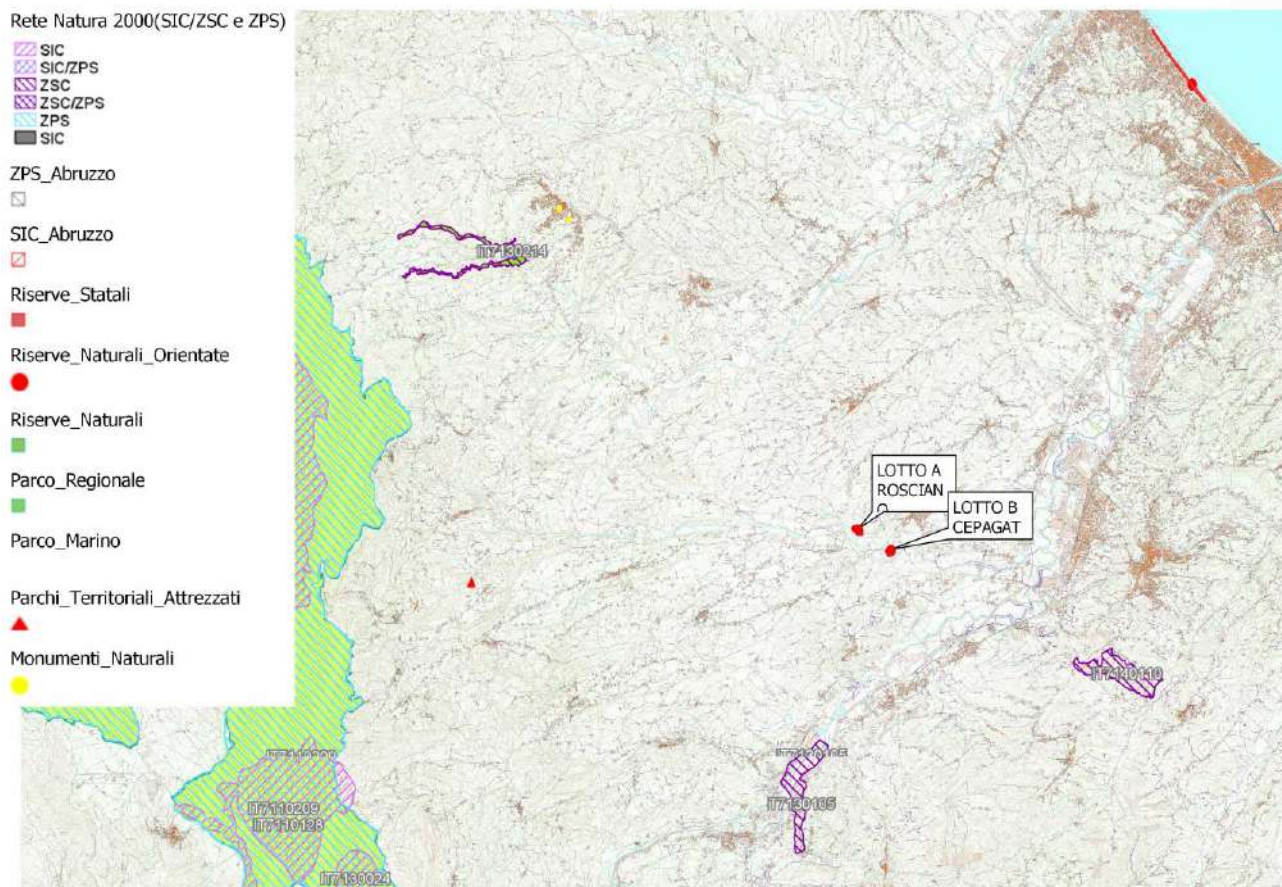 Rete Natura 2000(SIC/ZSC e ZPS)
SIC
SIC/ZPS
ZSC
ZSC/ZPS
ZPS
SIC
ZPS_Abruzzo
SIC_Abruzzo
Riserve_Statali
Riserve_Naturali_Orientate
Riserve_Naturali
Parco_Regionale
Parco_Marino
Parchi_Territoriali_Attrezzati
Monumenti_Naturali
IT7130214
LOTTO A
ROSCIAN
LOTTO B
CEPAGAT
IT7140110
IT7130105
IT7110209
IT7110128
IT7130024